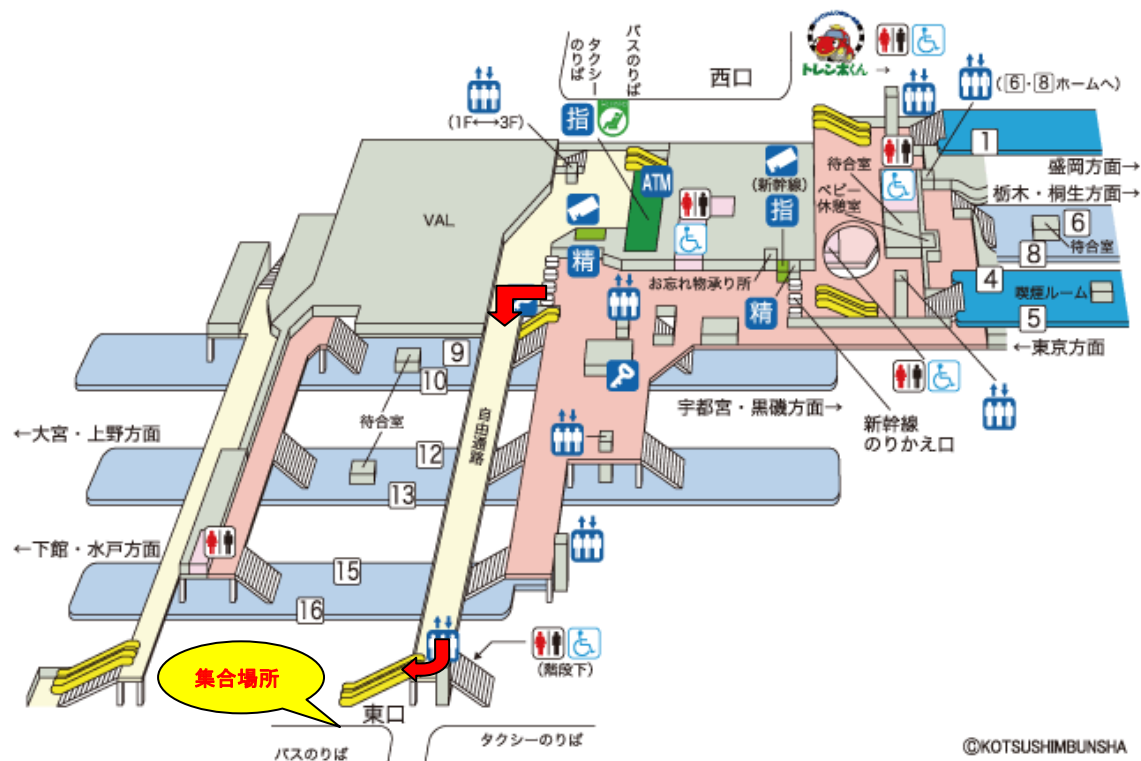 バスのりば
タクシー
のりば
西口
トレン太くん
→
(6・8ホームへ)
(1F⟷3F)
指
1
盛岡方面→
待合室
ATM
(新幹線)
栃木・桐生方面→
VAL
ベビー
休憩室
指
6
待合室
8
精
お忘れ物承り所
4
喫煙ルーム
精
5
←東京方面
9
10
宇都宮・黒磯方面→
待合室
自由通路
新幹線
のりかえ口
←大宮・上野方面
12
13
←下館・水戸方面
15
16
(階段下)
集合場所
東口
バスのりば
タクシーのりば
©KOTSUSHIMBUNSHA